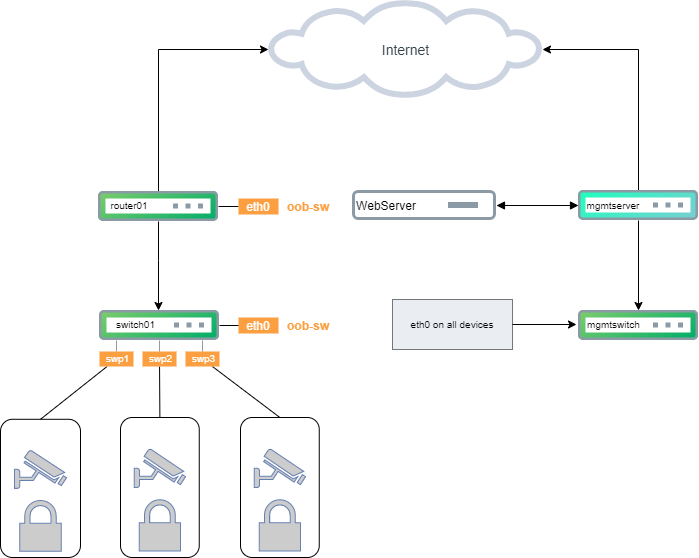 Internet
router01
eth0
oob-sw
WebServer
mgmtserver
switch01
eth0
oob-sw
eth0 on all devices
mgmtswitch
swp1
swp2
swp3